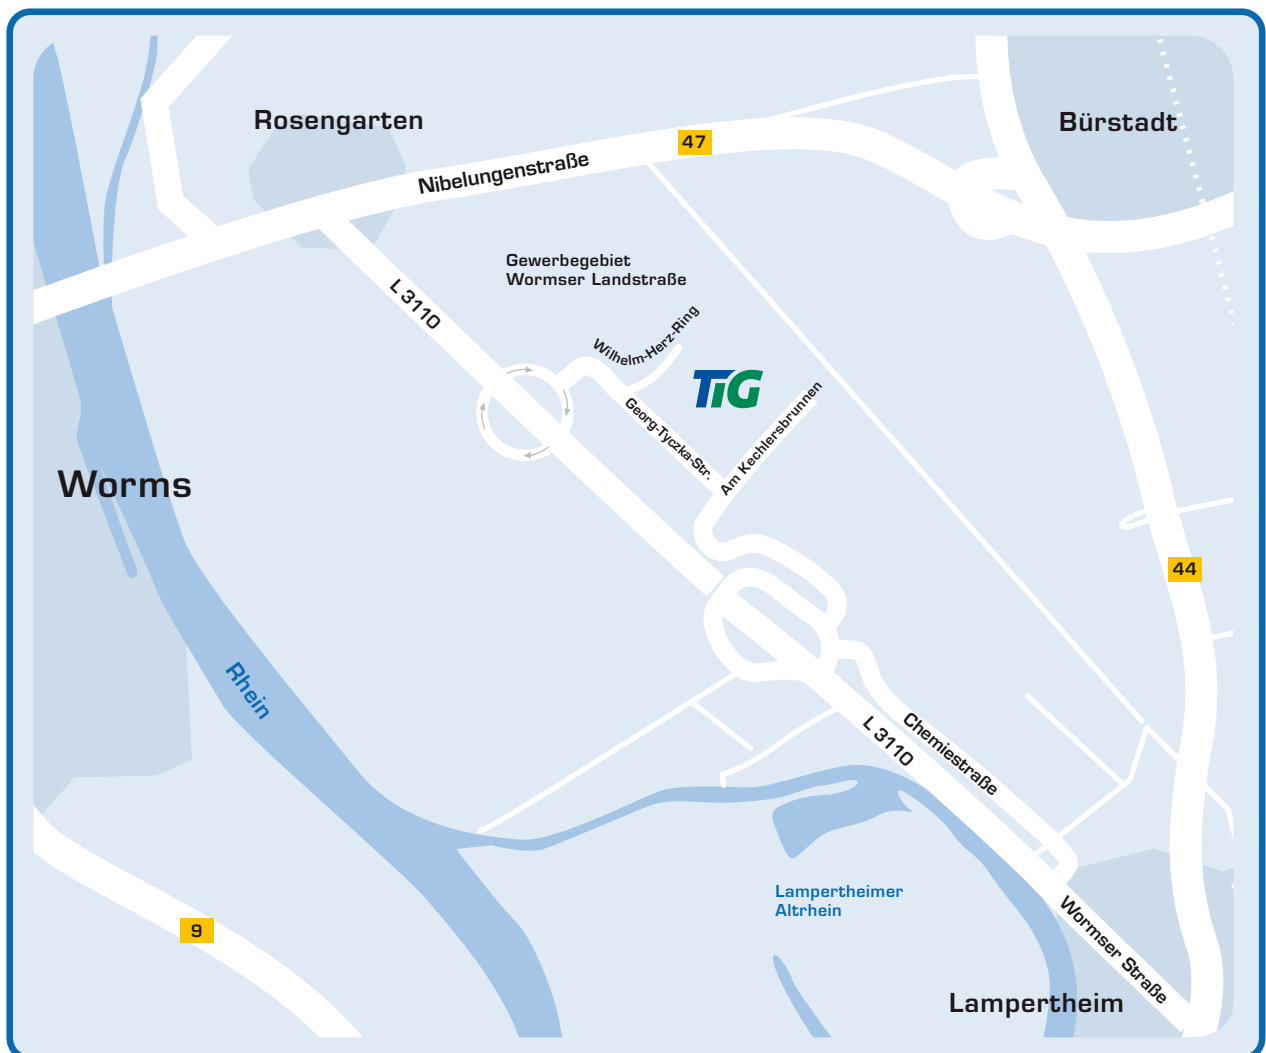 Rosengarten
Bürstadt
47
Nibelungenstraße
Gewerbegebiet
Wormser Landstraße
L 3110
Wilhelm-Herz-Ring
TiG
Georg-Tyczka-Str.
Am Kechlersbrunnen
Worms
44
Rhein
L 3110
Chemiestraße
Lampertheimer
Altrhein
9
Wormser Straße
Lampertheim